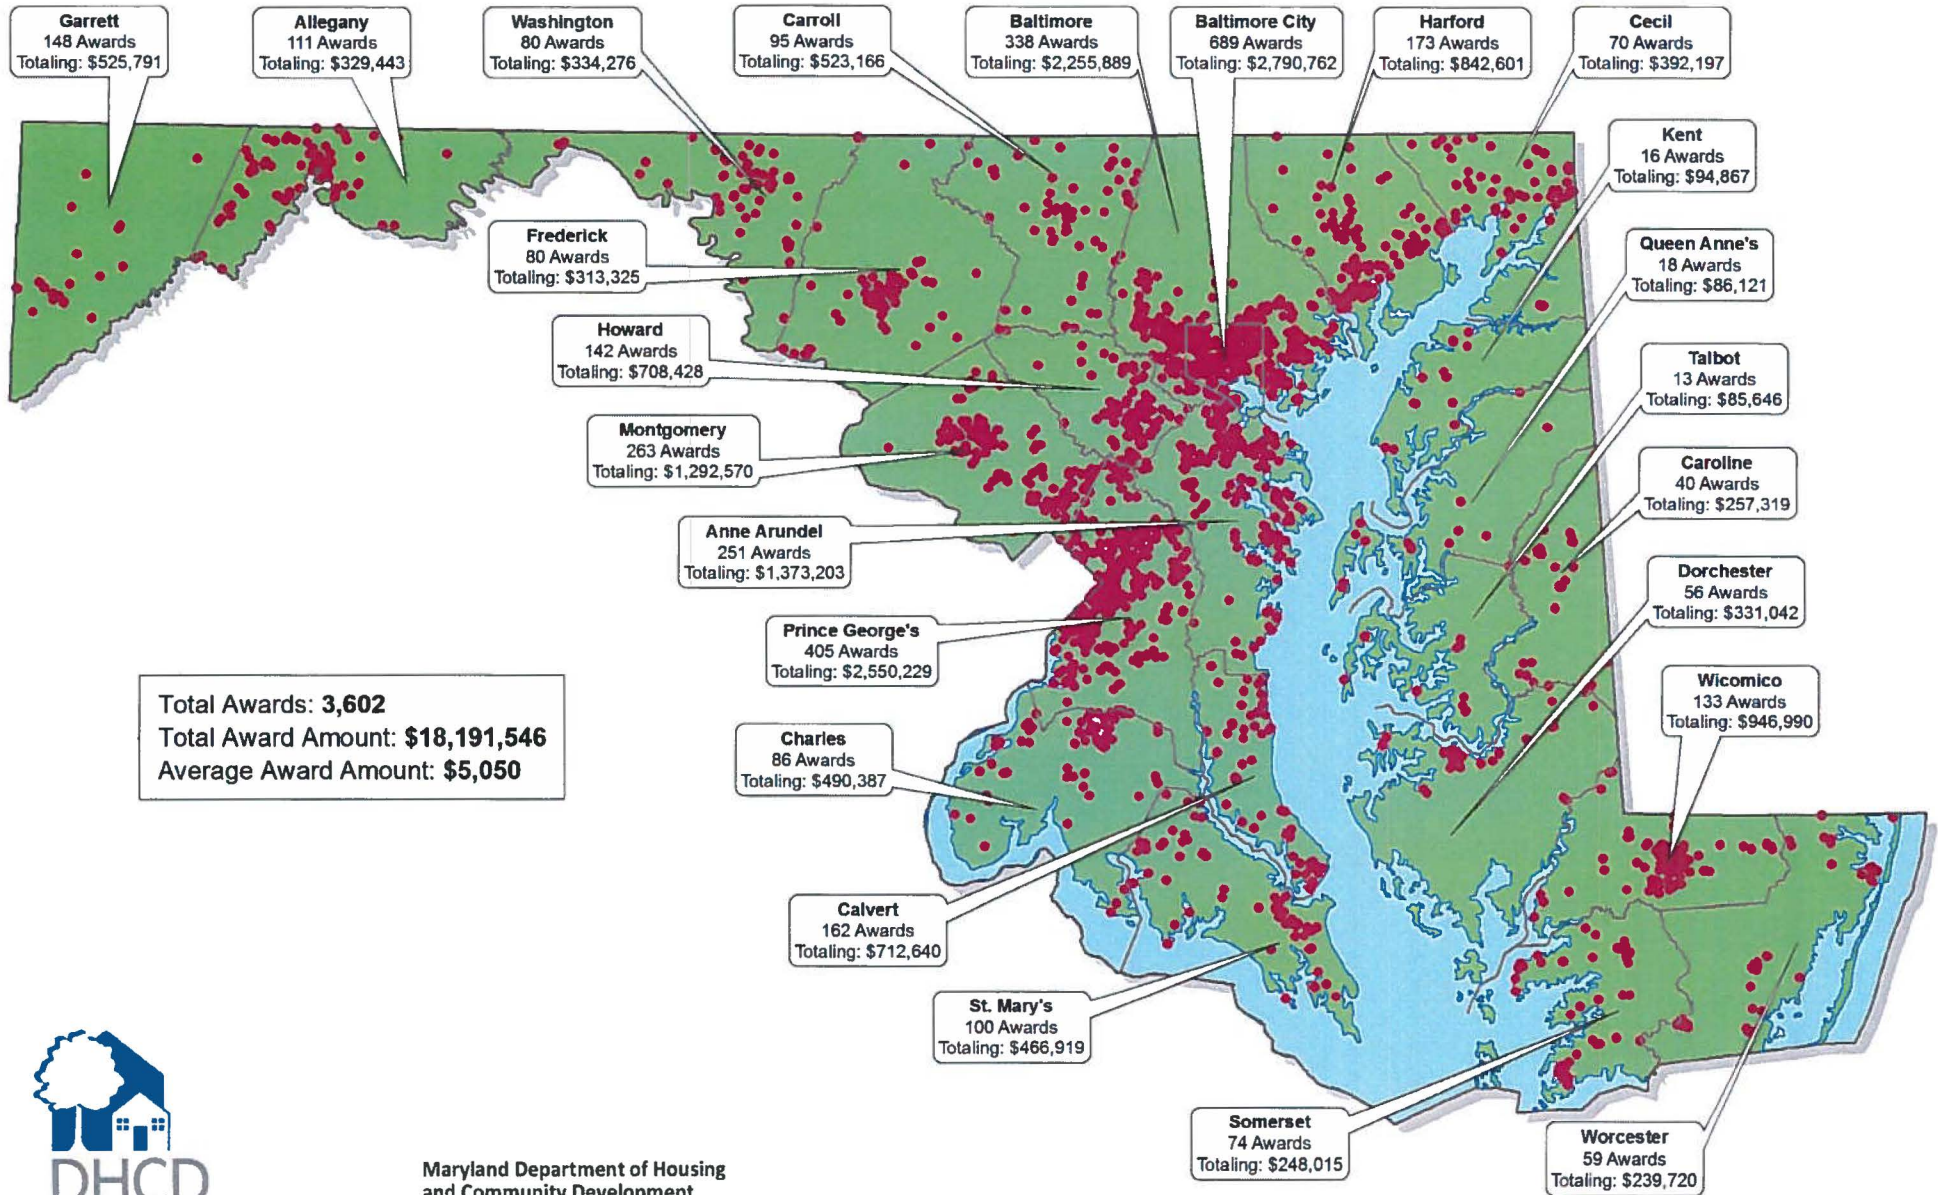 Garrett
148 Awards
Totaling: $525,791
Allegany
111 Awards
Totaling: $329,443
Washington
80 Awards
Totaling: $334,276
Carroll
95 Awards
Totaling: $523,166
Baltimore
338 Awards
Totaling: $2,255,889
Baltimore City
689 Awards
Totaling: $2,790,762
Harford
173 Awards
Totaling: $842,601
Cecil
70 Awards
Totaling: $392,197
Kent
16 Awards
Totaling: $94,867
Frederick
80 Awards
Totaling: $313,325
Queen Anne's
18 Awards
Totaling: $86,121
Howard
142 Awards
Totaling: $708,428
Talbot
13 Awards
Totaling: $85,646
Montgomery
263 Awards
Totaling: $1,292,570
Caroline
40 Awards
Totaling: $257,319
Anne Arundel
251 Awards
Totaling: $1,373,203
Dorchester
56 Awards
Totaling: $331,042
Prince George's
405 Awards
Totaling: $2,550,229
Wicomico
133 Awards
Totaling: $946,990
Total Awards: 3,602
Total Award Amount: $18,191,546
Average Award Amount: $5,050
Charles
86 Awards
Totaling: $490,387
Calvert
162 Awards
Totaling: $712,640
St. Mary's
100 Awards
Totaling: $466,919
Somerset
74 Awards
Totaling: $248,015
Worcester
59 Awards
Totaling: $239,720
DHCD
Maryland Department of Housing
and Community Development